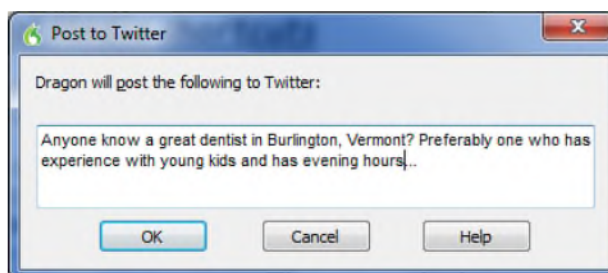 Post to Twitter
Dragon will post the following to Twitter:
Anyone know a great dentist in Burlington, Vermont? Preferably one who has
experience with young kids and has evening hours...
OK Cancel Help